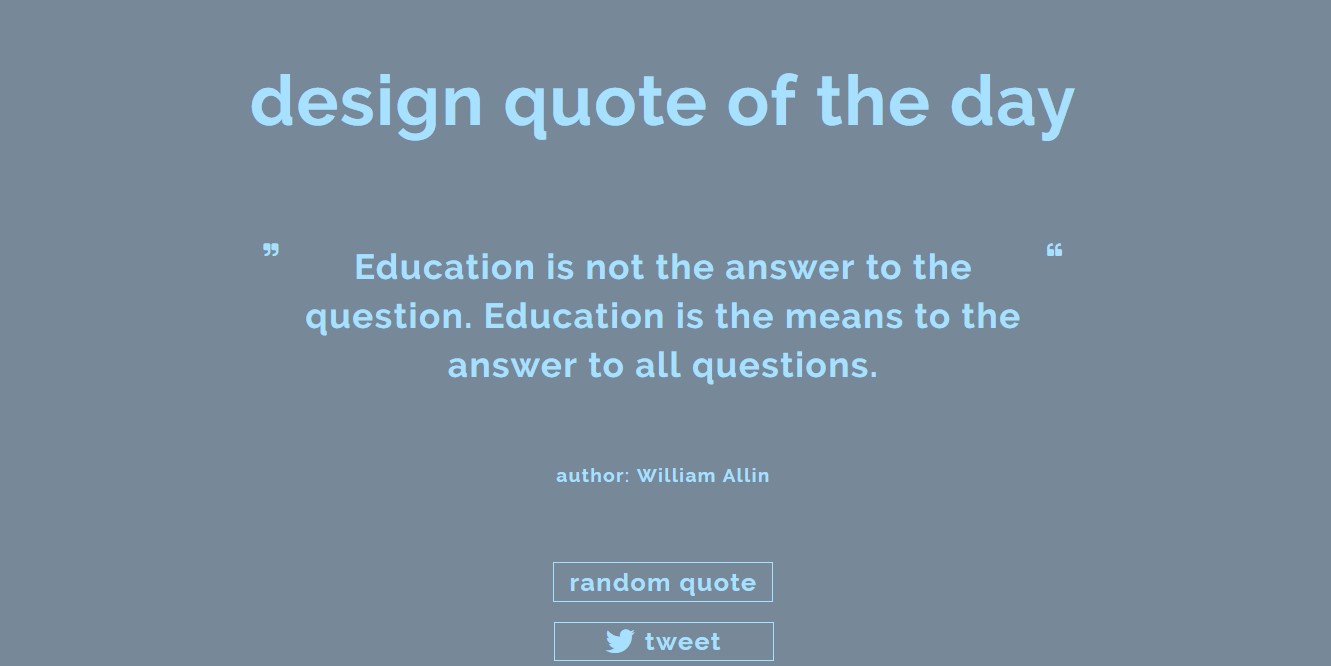 design quote of the day
” Education is not the answer to the “
question. Education is the means to the
answer to all questions.
author: William Allin
random quote
tweet